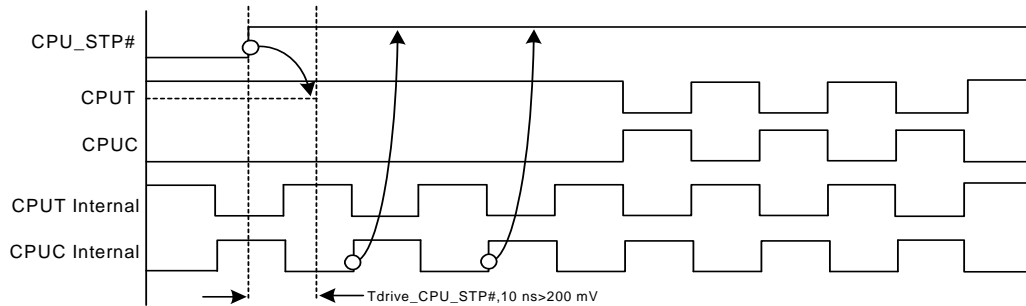 CPU_STP#
CPUT
CPUC
CPUT Internal
CPUC Internal
Tdrive_CPU_STP#,10 ns>200 mV